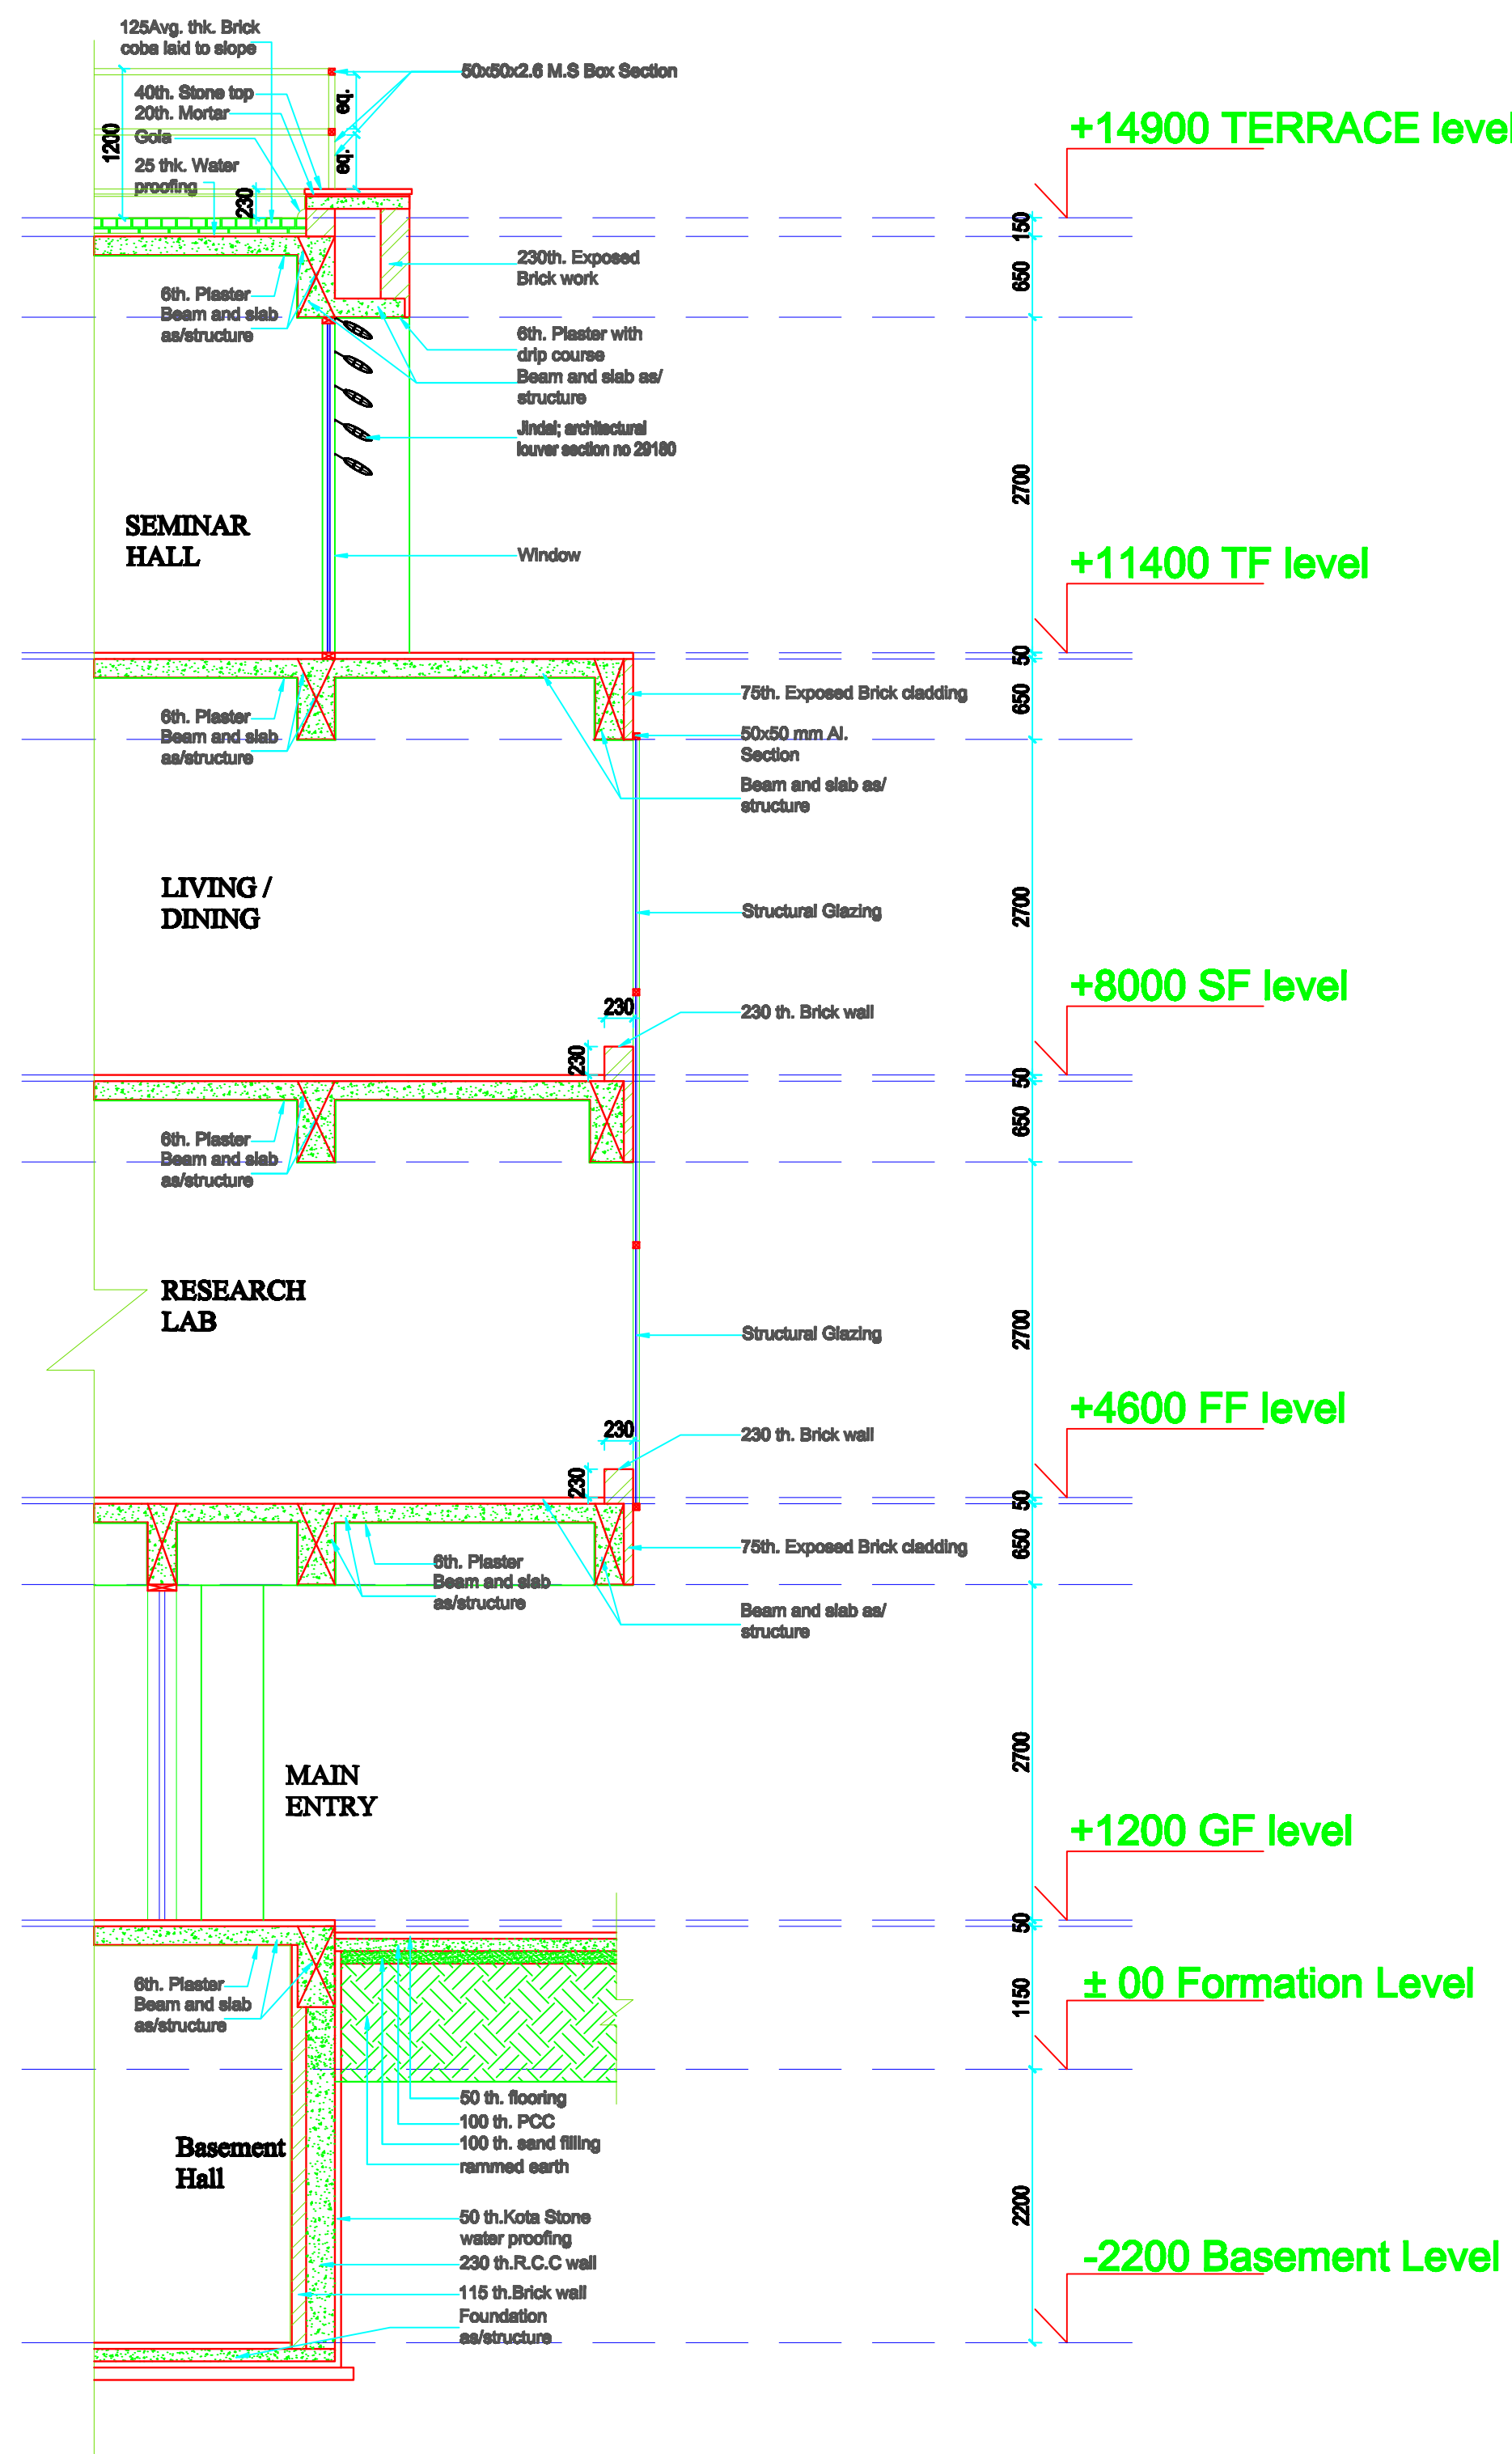 125Avg. thk. Brick
coba laid to slope
50x50x2.6 M.S Box Section
40th. Stone top
20th. Mortar
Gola
25 thk. Water
proofing
1200
230
eq.
eq.
+14900 TERRACE level
150
650
230th. Exposed
Brick work
6th. Plaster
Beam and slab
as/structure
6th. Plaster with
drip course
Beam and slab as/
structure
Jindal; architectural
louver section no 29180
2700
SEMINAR
HALL
Window
+11400 TF level
50
650
75th. Exposed Brick cladding
6th. Plaster
Beam and slab
as/structure
50x50 mm Al.
Section
Beam and slab as/
structure
LIVING /
DINING
2700
Structural Glazing
+8000 SF level
230
230 th. Brick wall
230
50
650
6th. Plaster
Beam and slab
as/structure
RESEARCH
LAB
2700
Structural Glazing
+4600 FF level
230
230 th. Brick wall
230
50
650
75th. Exposed Brick cladding
6th. Plaster
Beam and slab
as/structure
Beam and slab as/
structure
2700
MAIN
ENTRY
+1200 GF level
50
1150
6th. Plaster
Beam and slab
as/structure
± 00 Formation Level
50 th. flooring
100 th. PCC
100 th. sand filling
rammed earth
Basement
Hall
2200
50 th.Kota Stone
water proofing
230 th.R.C.C wall
115 th.Brick wall
Foundation
as/structure
-2200 Basement Level